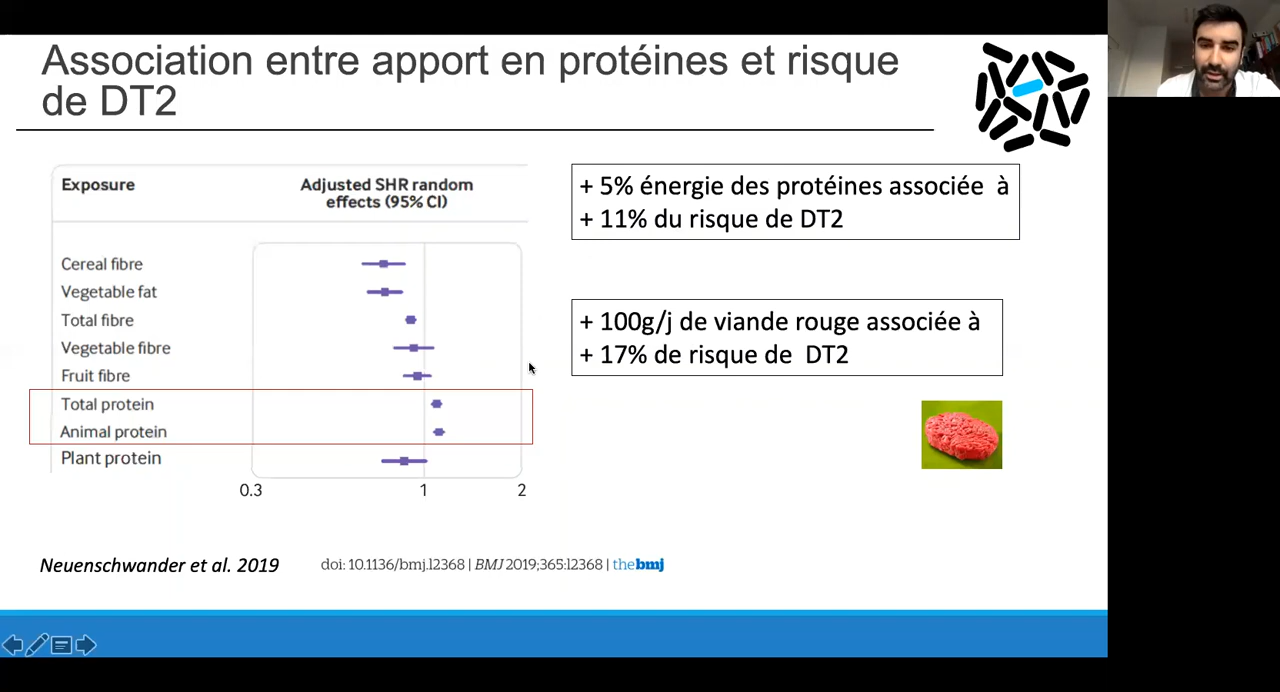 Association entre apport en protéines et risque
de DT2
Exposure
Adjusted SHR random
effects (95% CI)
Cereal fibre
Vegetable fat
Total fibre
Vegetable fibre
Fruit fibre
Total protein
Animal protein
Plant protein
0.3 1 2
+ 5% énergie des protéines associée à
+ 11% du risque de DT2
+ 100g/j de viande rouge associée à
+ 17% de risque de DT2
Neuenschwander et al. 2019
doi: 10.1136/bmj.l2368 | BMJ 2019;365:l2368 | thebmj